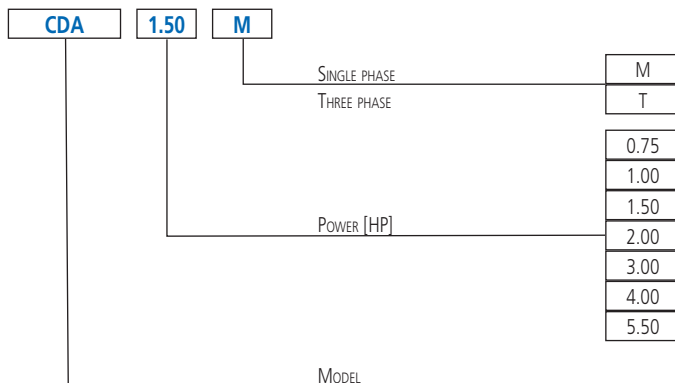 CDA 1.50 M
SINGLE PHASE M
THREE PHASE T
0.75
1.00
1.50
POWER [HP] 2.00
3.00
4.00
5.50
MODEL